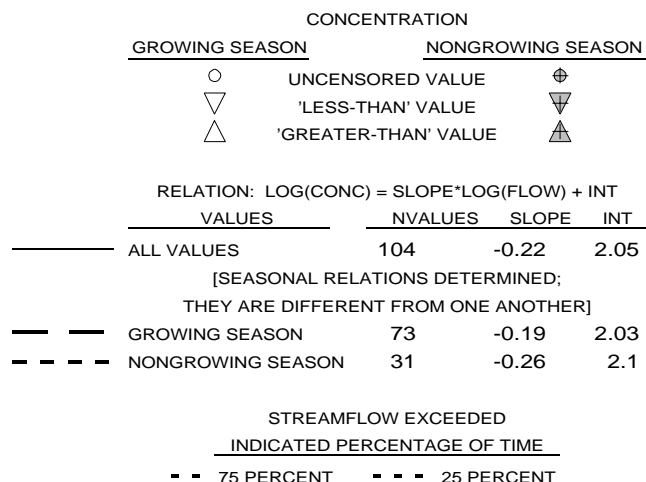 CONCENTRATION
GROWING SEASON NONGROWING SEASON
UNCENSORED VALUE
'LESS-THAN' VALUE
'GREATER-THAN' VALUE
RELATION: LOG(CONC) = SLOPE*LOG(FLOW) + INT
VALUES NVALUES SLOPE INT
ALL VALUES 104 -0.22 2.05
[SEASONAL RELATIONS DETERMINED;
THEY ARE DIFFERENT FROM ONE ANOTHER]
GROWING SEASON 73 -0.19 2.03
NONGROWING SEASON 31 -0.26 2.1
STREAMFLOW EXCEEDED
INDICATED PERCENTAGE OF TIME
75 PERCENT 25 PERCENT